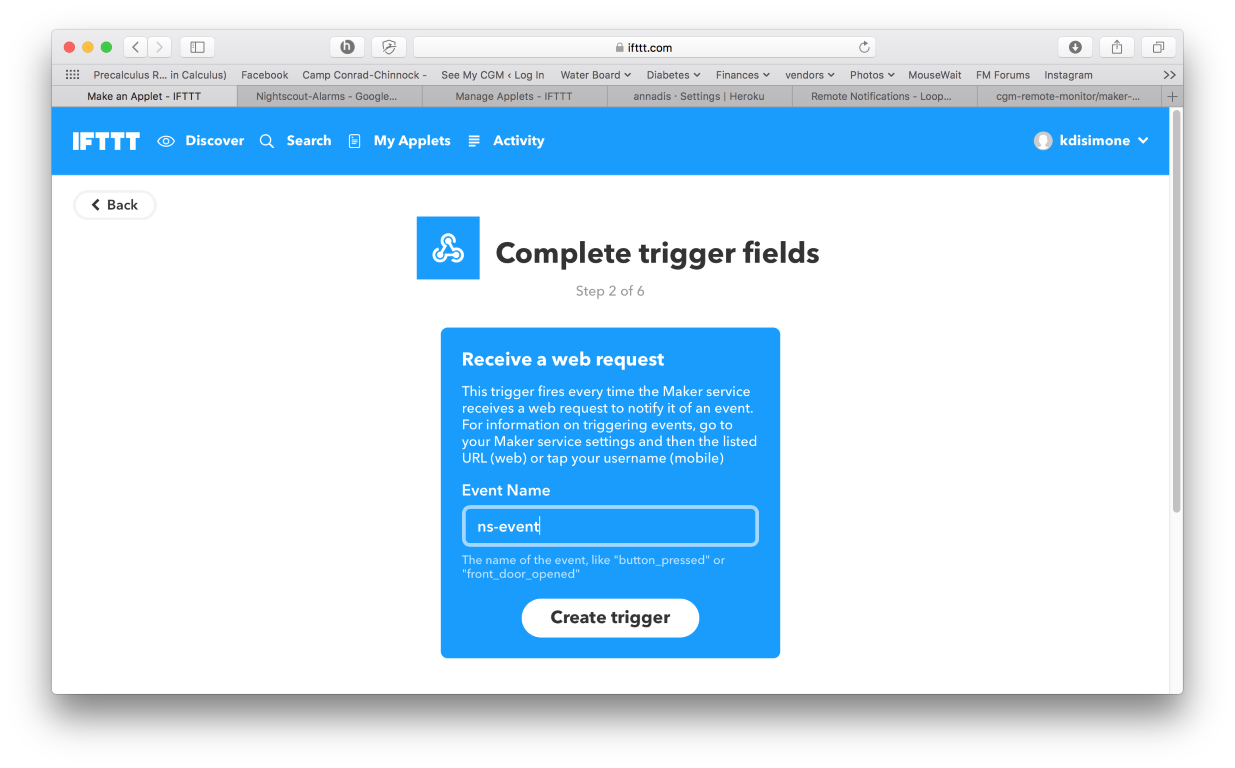 ifttt.com
Precalculus R... in Calculus) Facebook Camp Conrad-Chinnock - See My CGM ‹ Log In Water Board Diabetes Finances vendors Photos MouseWait FM Forums Instagram >>
Make an Applet - IFTTT Nightscout-Alarms - Google... Manage Applets - IFTTT annadis · Settings | Heroku Remote Notifications - Loop... cgm-remote-monitor/maker-... +
IFTTT Discover Search My Applets Activity kdisimone
Back
Complete trigger fields
Step 2 of 6
Receive a web request
This trigger fires every time the Maker service
receives a web request to notify it of an event.
For information on triggering events, go to
your Maker service settings and then the listed
URL (web) or tap your username (mobile)
Event Name
ns-event
The name of the event, like "button_pressed" or
"front_door_opened"
Create trigger